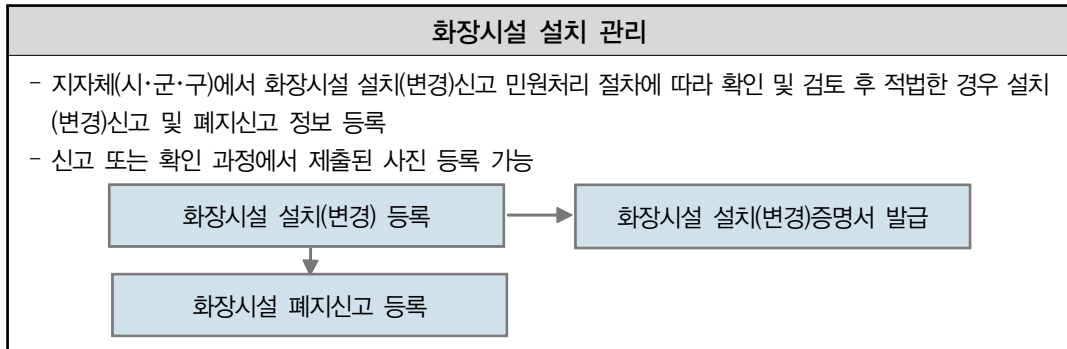 화장시설 설치 관리
- 지자체(시·군·구)에서 화장시설 설치(변경)신고 민원처리 절차에 따라 확인 및 검토 후 적법한 경우 설치
(변경)신고 및 폐지신고 정보 등록
- 신고 또는 확인 과정에서 제출된 사진 등록 가능
화장시설 설치(변경) 등록
화장시설 설치(변경)증명서 발급
화장시설 폐지신고 등록